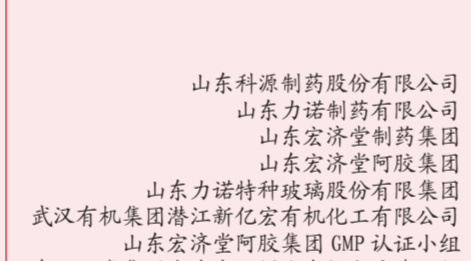 山东科源制药股份有限公司
山东力诺制药有限公司
山东宏济堂制药集团
山东宏济堂阿胶集团
山东力诺特种玻璃股份有限集团
武汉有机集团潜江新亿宏有机化工有限公司
山东宏济堂阿胶集团 GMP 认证小组